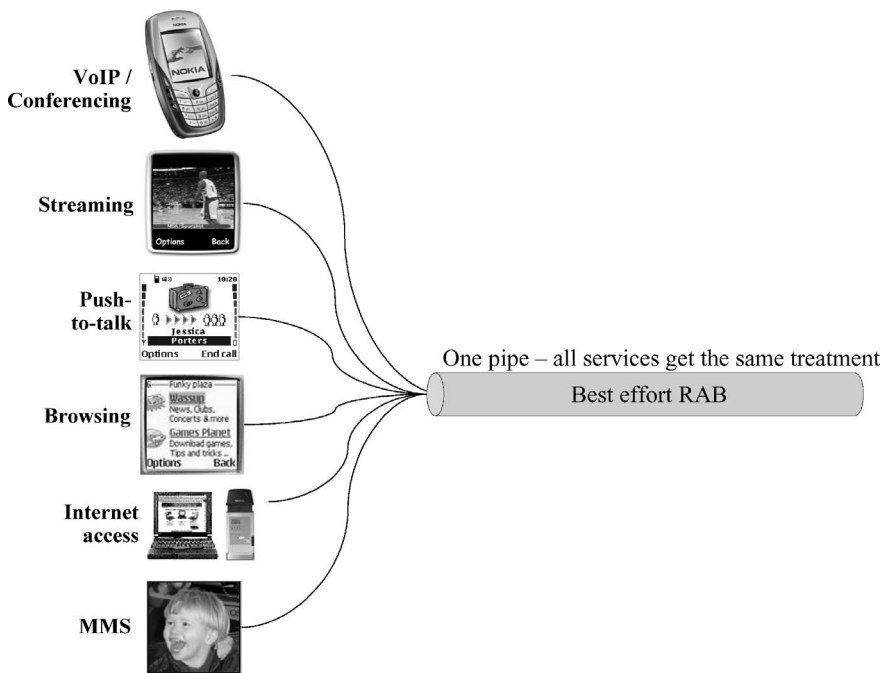 VoIP /
Conferencing
NOKIA
NOKIA
Streaming
Options Back
Push-
to-talk
10:20
Jessica
Porters
Options End call
One pipe – all services get the same treatment
Best effort RAB
Browsing
Funky plaza
Wassup
News, Clubs,
Concerts & more
Games Planet
Download games,
Tips and tricks ...
Options Back
Internet
access
MMS